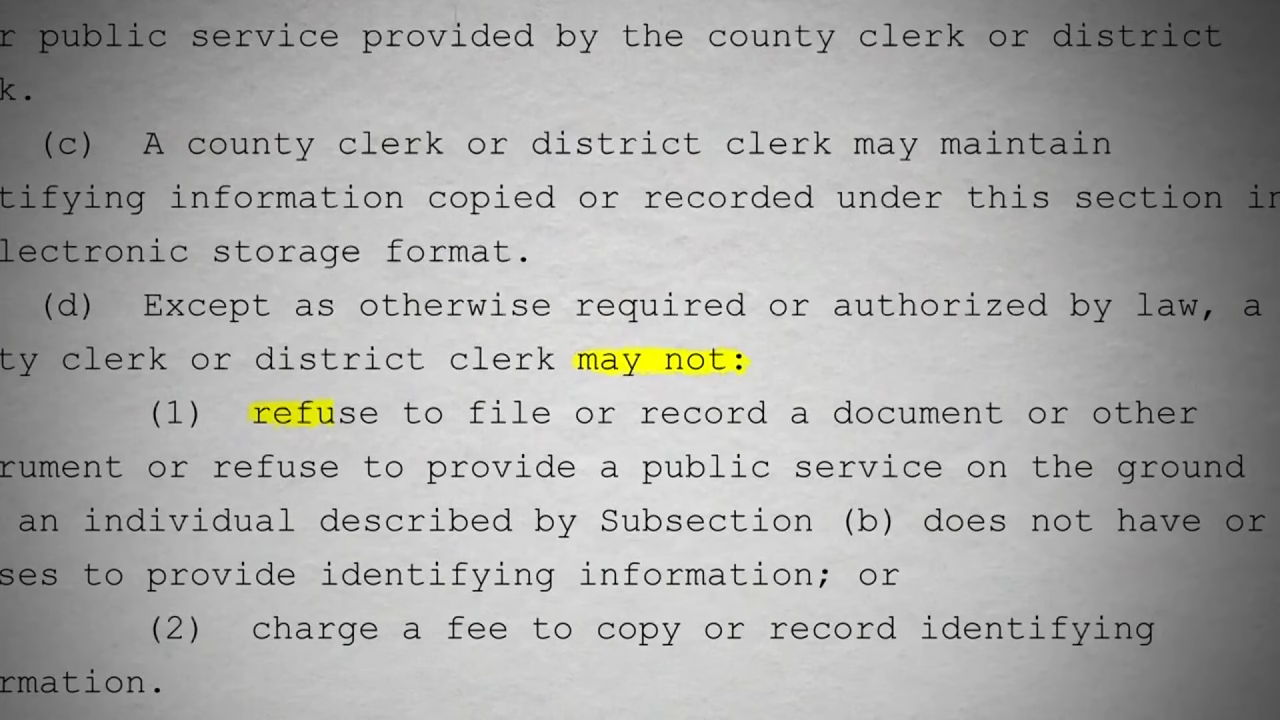 r public service provided by the county clerk or district
k.
(c) A county clerk or district clerk may maintain
tifying information copied or recorded under this section in
lectronic storage format.
(d) Except as otherwise required or authorized by law, a
ty clerk or district clerk may not:
(1) refuse to file or record a document or other
rument or refuse to provide a public service on the ground
an individual described by Subsection (b) does not have or
ses to provide identifying information; or
(2) charge a fee to copy or record identifying
rmation.